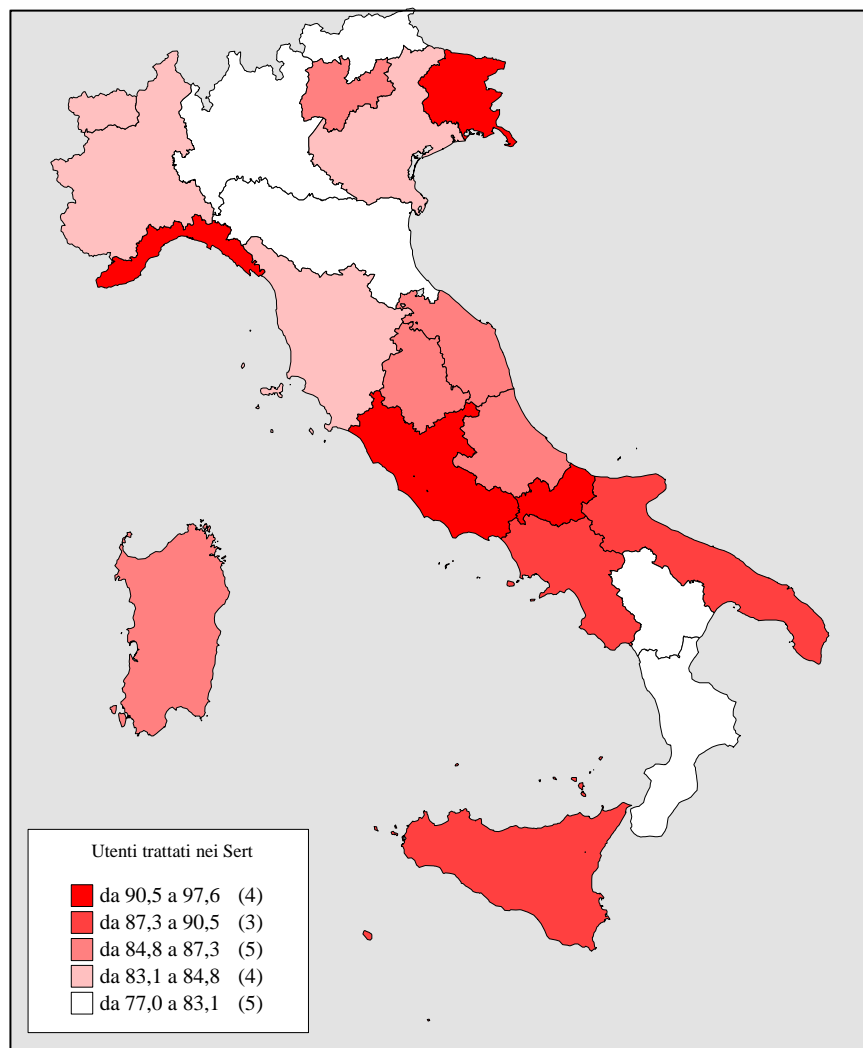 Utenti trattati nei Sert
da 90,5 a 97,6 (4)
da 87,3 a 90,5 (3)
da 84,8 a 87,3 (5)
da 83,1 a 84,8 (4)
da 77,0 a 83,1 (5)